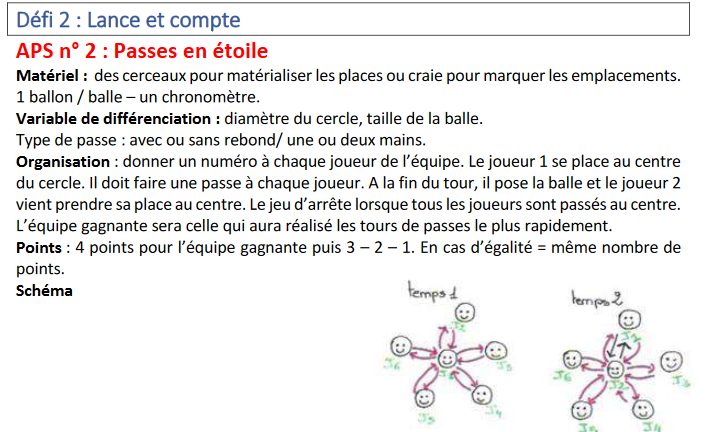 Défi 2 : Lance et compte
APS n° 2 : Passes en étoile
Matériel : des cerceaux pour matérialiser les places ou craie pour marquer les emplacements.
1 ballon / balle – un chronomètre.
Variable de différenciation : diamètre du cercle, taille de la balle.
Type de passe : avec ou sans rebond/ une ou deux mains.
Organisation : donner un numéro à chaque joueur de l'équipe. Le joueur 1 se place au centre
du cercle. Il doit faire une passe à chaque joueur. A la fin du tour, il pose la balle et le joueur 2
vient prendre sa place au centre. Le jeu d'arrête lorsque tous les joueurs sont passés au centre.
L'équipe gagnante sera celle qui aura réalisé les tours de passes le plus rapidement.
Points : 4 points pour l'équipe gagnante puis 3 – 2 – 1. En cas d'égalité = même nombre de
points.
Schéma
temps 1
J6
J3
J4
temps 2
J6
J2
J4